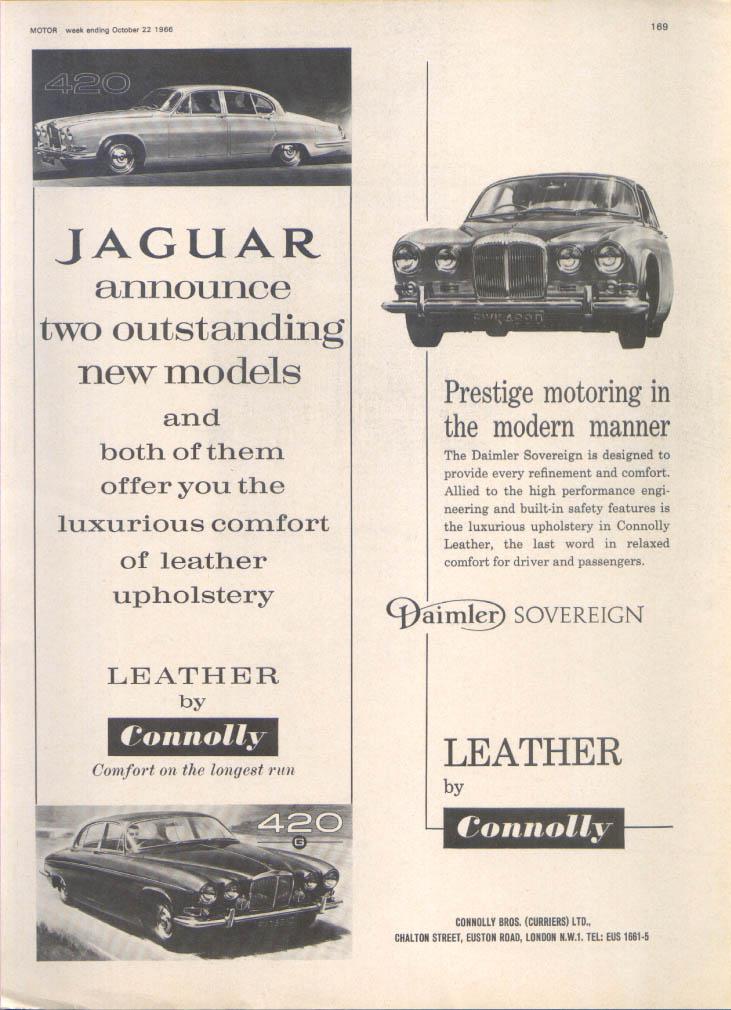 MOTOR week ending October 22 1966
169
420
JAGUAR
announce
two outstanding
new models
and
both of them
offer you the
luxurious comfort
of leather
upholstery
LEATHER
by
Connolly
Comfort on the longest run
420
G
Prestige motoring in
the modern manner
The Daimler Sovereign is designed to
provide every refinement and comfort.
Allied to the high performance engi-
neering and built-in safety features is
the luxurious upholstery in Connolly
Leather, the last word in relaxed
comfort for driver and passengers.
Daimler SOVEREIGN
LEATHER
by
Connolly
CONNOLLY BROS. (CURRIERS) LTD.,
CHALTON STREET, EUSTON ROAD, LONDON N.W.1. TEL: EUS 1661-5